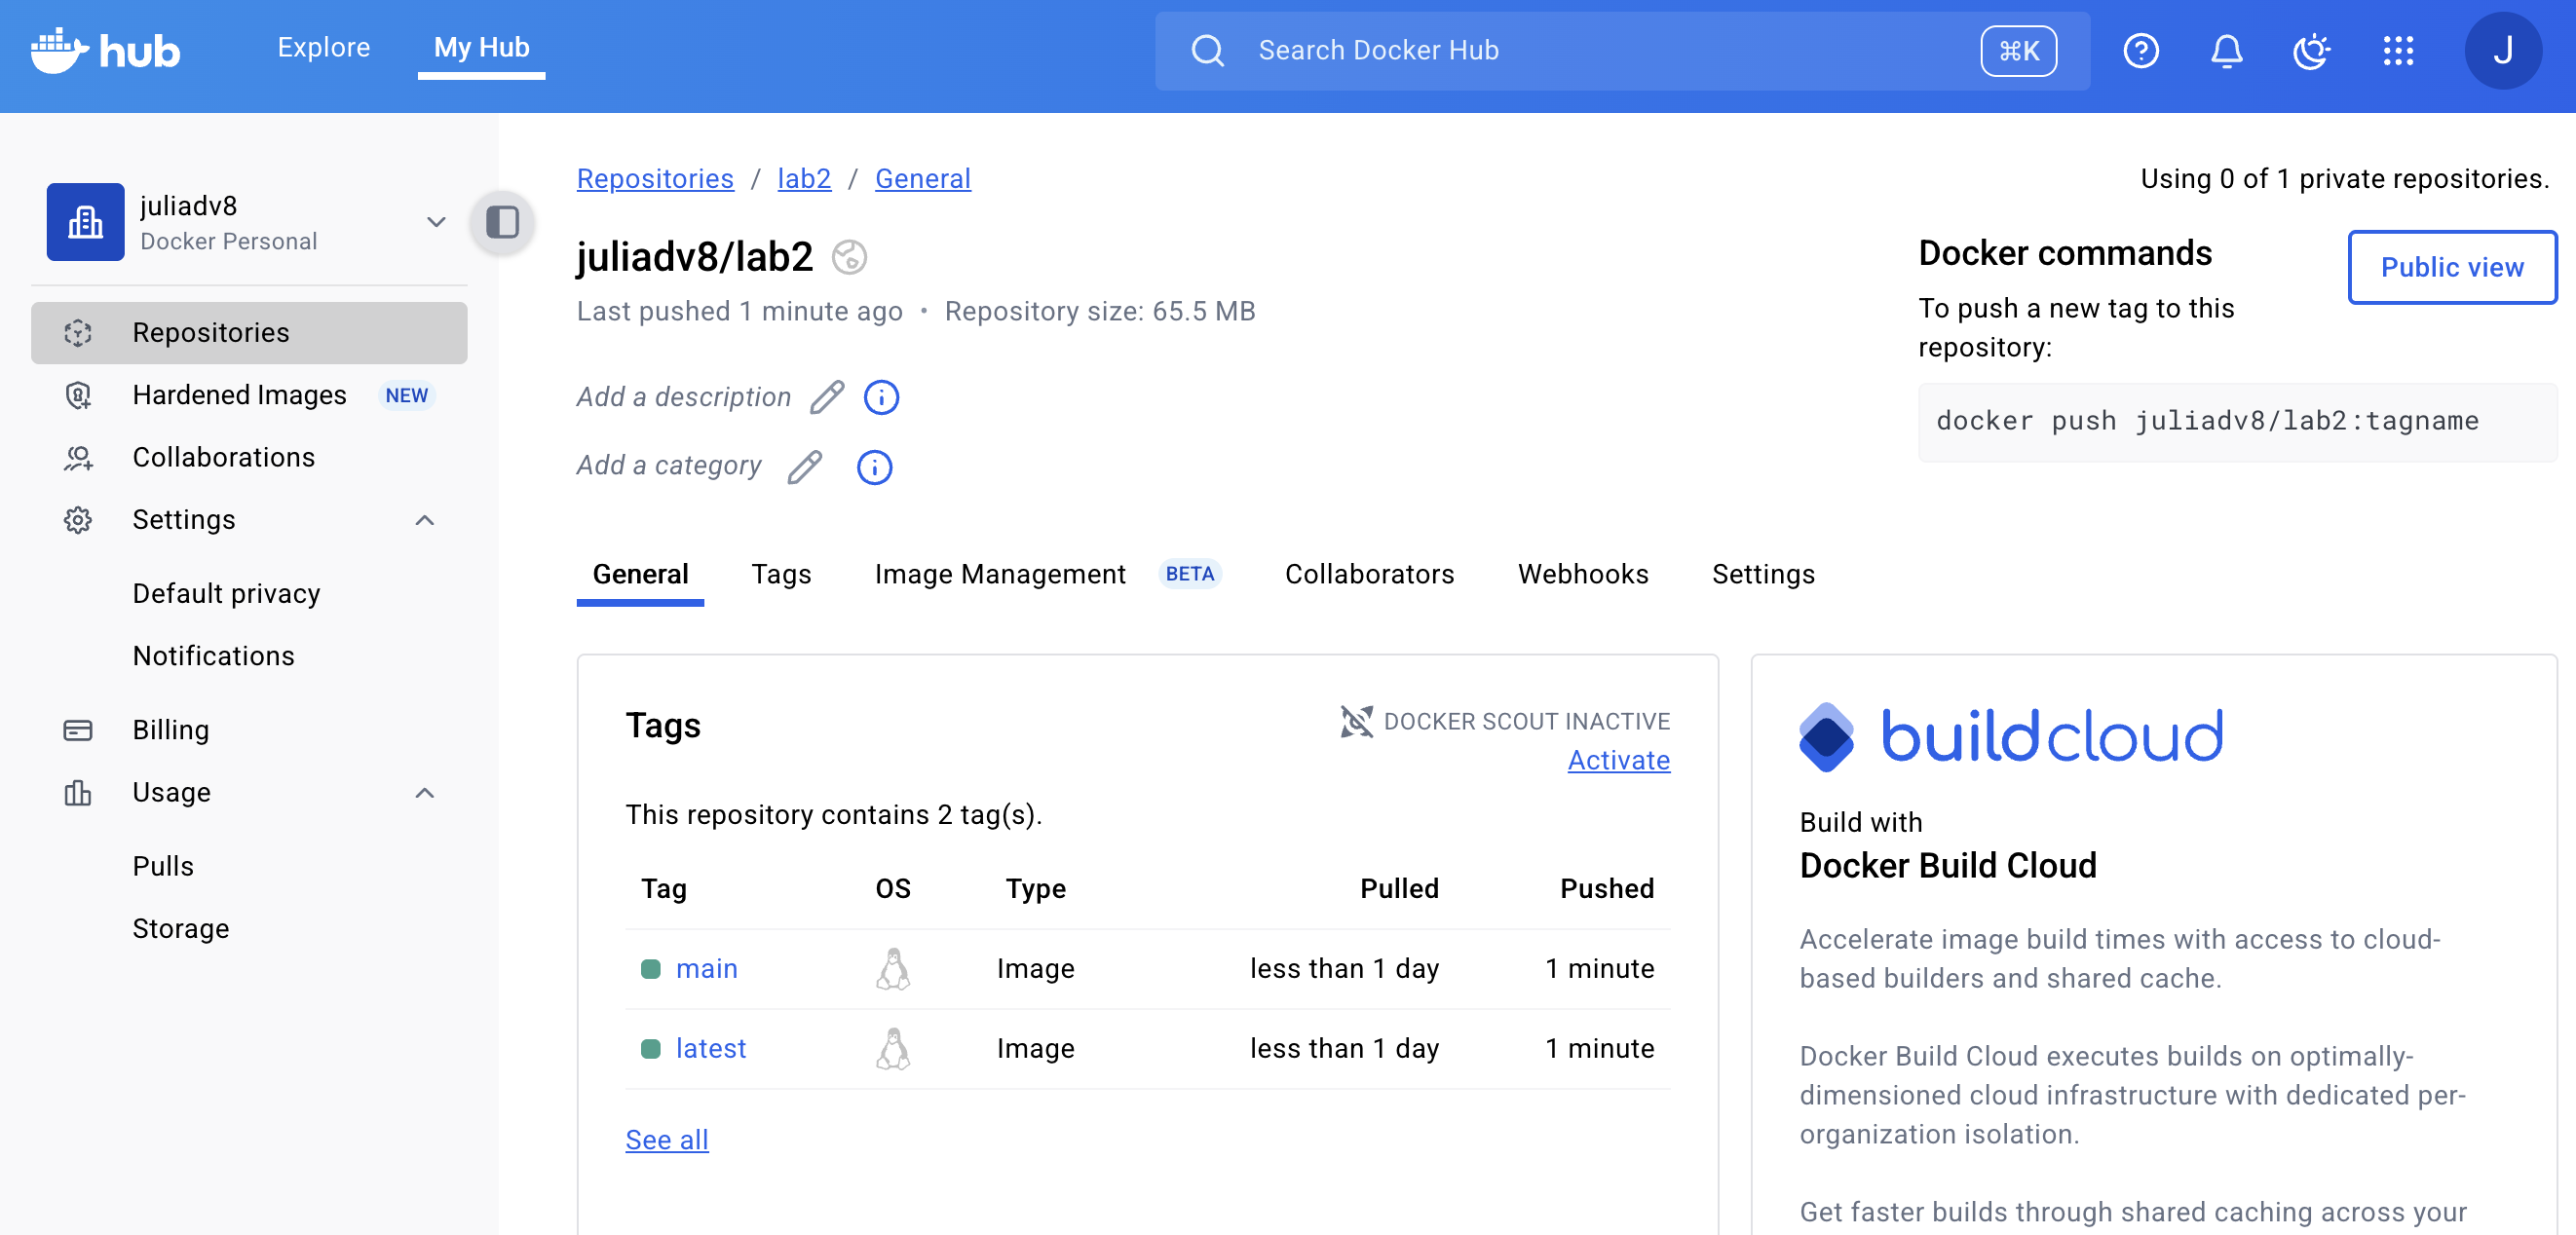 hub
Explore
My Hub
Search Docker Hub
⌘K
J
juliadv8
Docker Personal
Repositories
Hardened Images NEW
Collaborations
Settings
Default privacy
Notifications
Billing
Usage
Pulls
Storage
Repositories / lab2 / General
Using 0 of 1 private repositories.
juliadv8/lab2
Last pushed 1 minute ago • Repository size: 65.5 MB
Add a description
Add a category
Docker commands
Public view
To push a new tag to this
repository:
docker push juliadv8/lab2:tagname
General
Tags
Image Management BETA
Collaborators
Webhooks
Settings
Tags
DOCKER SCOUT INACTIVE
Activate
This repository contains 2 tag(s).
Tag OS Type Pulled Pushed
main Image less than 1 day 1 minute
latest Image less than 1 day 1 minute
See all
buildcloud
Build with
Docker Build Cloud
Accelerate image build times with access to cloud-
based builders and shared cache.
Docker Build Cloud executes builds on optimally-
dimensioned cloud infrastructure with dedicated per-
organization isolation.
Get faster builds through shared caching across your